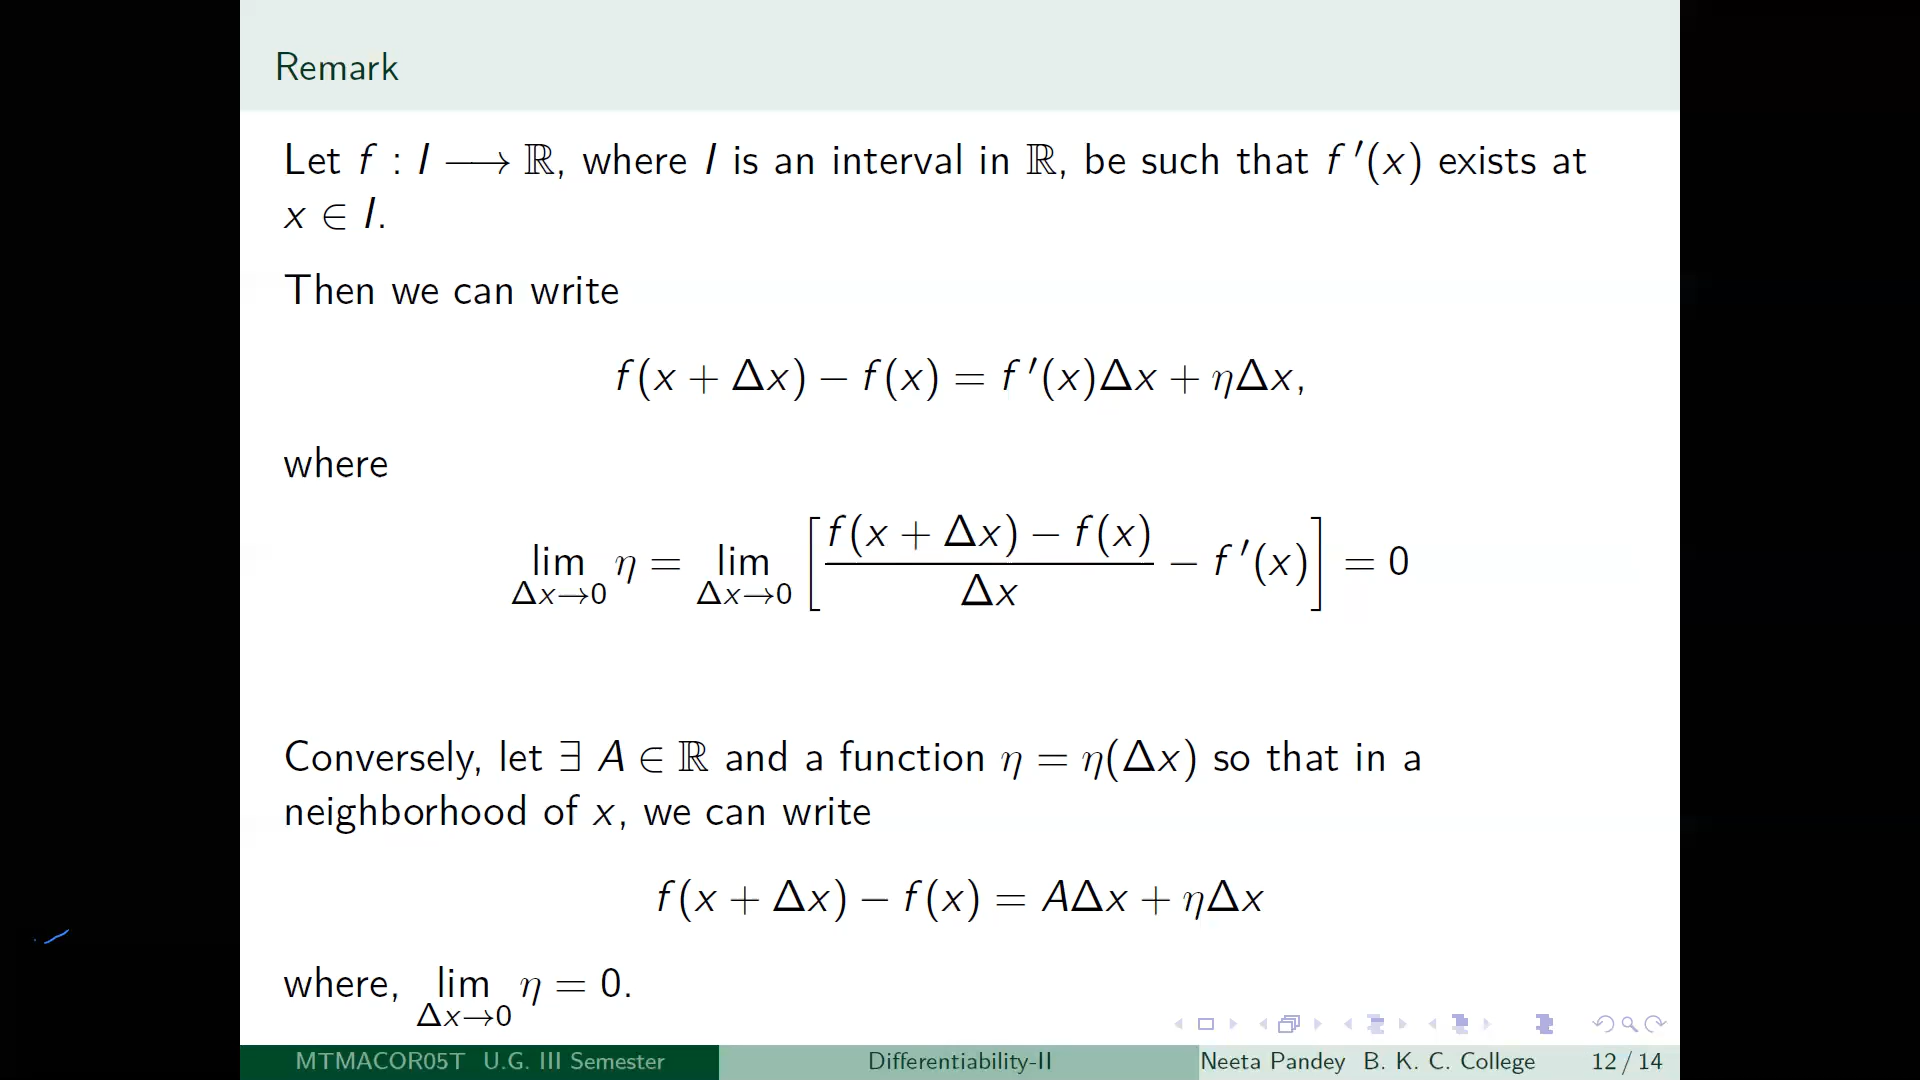 Remark
Let f : I ⟶ ℝ, where I is an interval in ℝ, be such that f ′(x) exists at
x ∈ I.
Then we can write
f(x + Δx) − f(x) = f ′(x)Δx + ηΔx,
where
lim_{Δx→0} η = lim_{Δx→0} [ (f(x + Δx) − f(x)) / Δx − f ′(x) ] = 0
Conversely, let ∃ A ∈ ℝ and a function η = η(Δx) so that in a
neighborhood of x, we can write
f(x + Δx) − f(x) = AΔx + ηΔx
where, lim_{Δx→0} η = 0.
MTMACOR05T U.G. III Semester Differentiability-II Neeta Pandey B. K. C. College 12 / 14